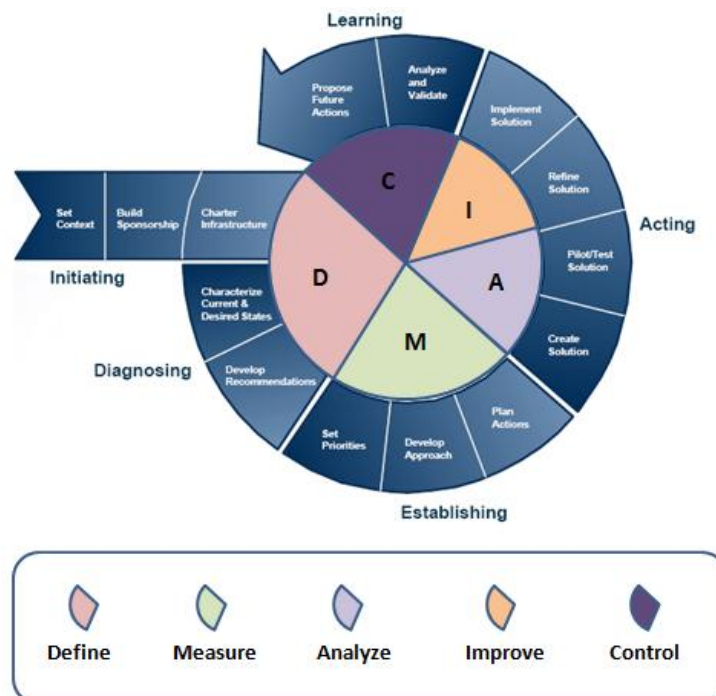 Learning
Propose
Future
Actions
Analyze
and
Validate
Implement
Solution
Refine
Solution
Pilot/Test
Solution
Create
Solution
Acting
Set
Context
Build
Sponsorship
Charter
Infrastructure
Initiating
Characterize
Current &
Desired States
Develop
Recommendations
Diagnosing
Set
Priorities
Develop
Approach
Plan
Actions
Establishing
C
I
D
A
M
Define
Measure
Analyze
Improve
Control